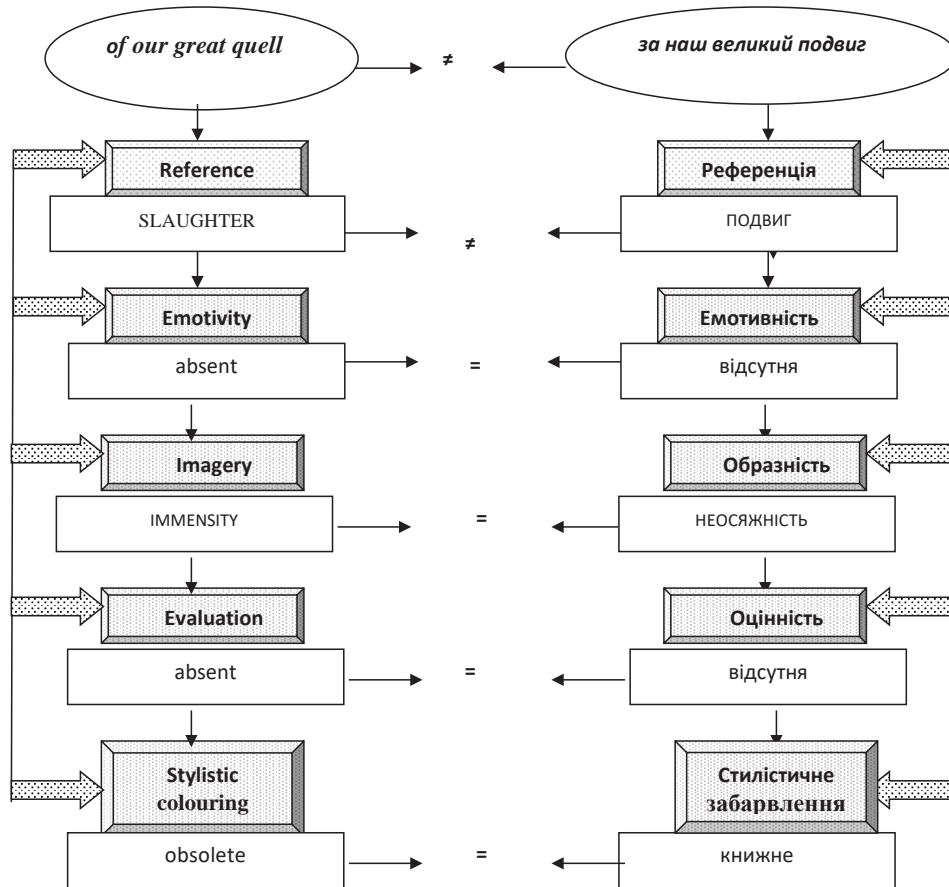 of our great quell
≠
за наш великий подвиг
Reference
Референція
SLAUGHTER
≠
ПОДВИГ
Emotivity
Емотивність
absent
=
відсутня
Imagery
Образність
IMMENSITY
=
НЕОСЯЖНІСТЬ
Evaluation
Оцінність
absent
=
відсутня
Stylistic
colouring
Стилістичне
забарвлення
obsolete
=
книжне